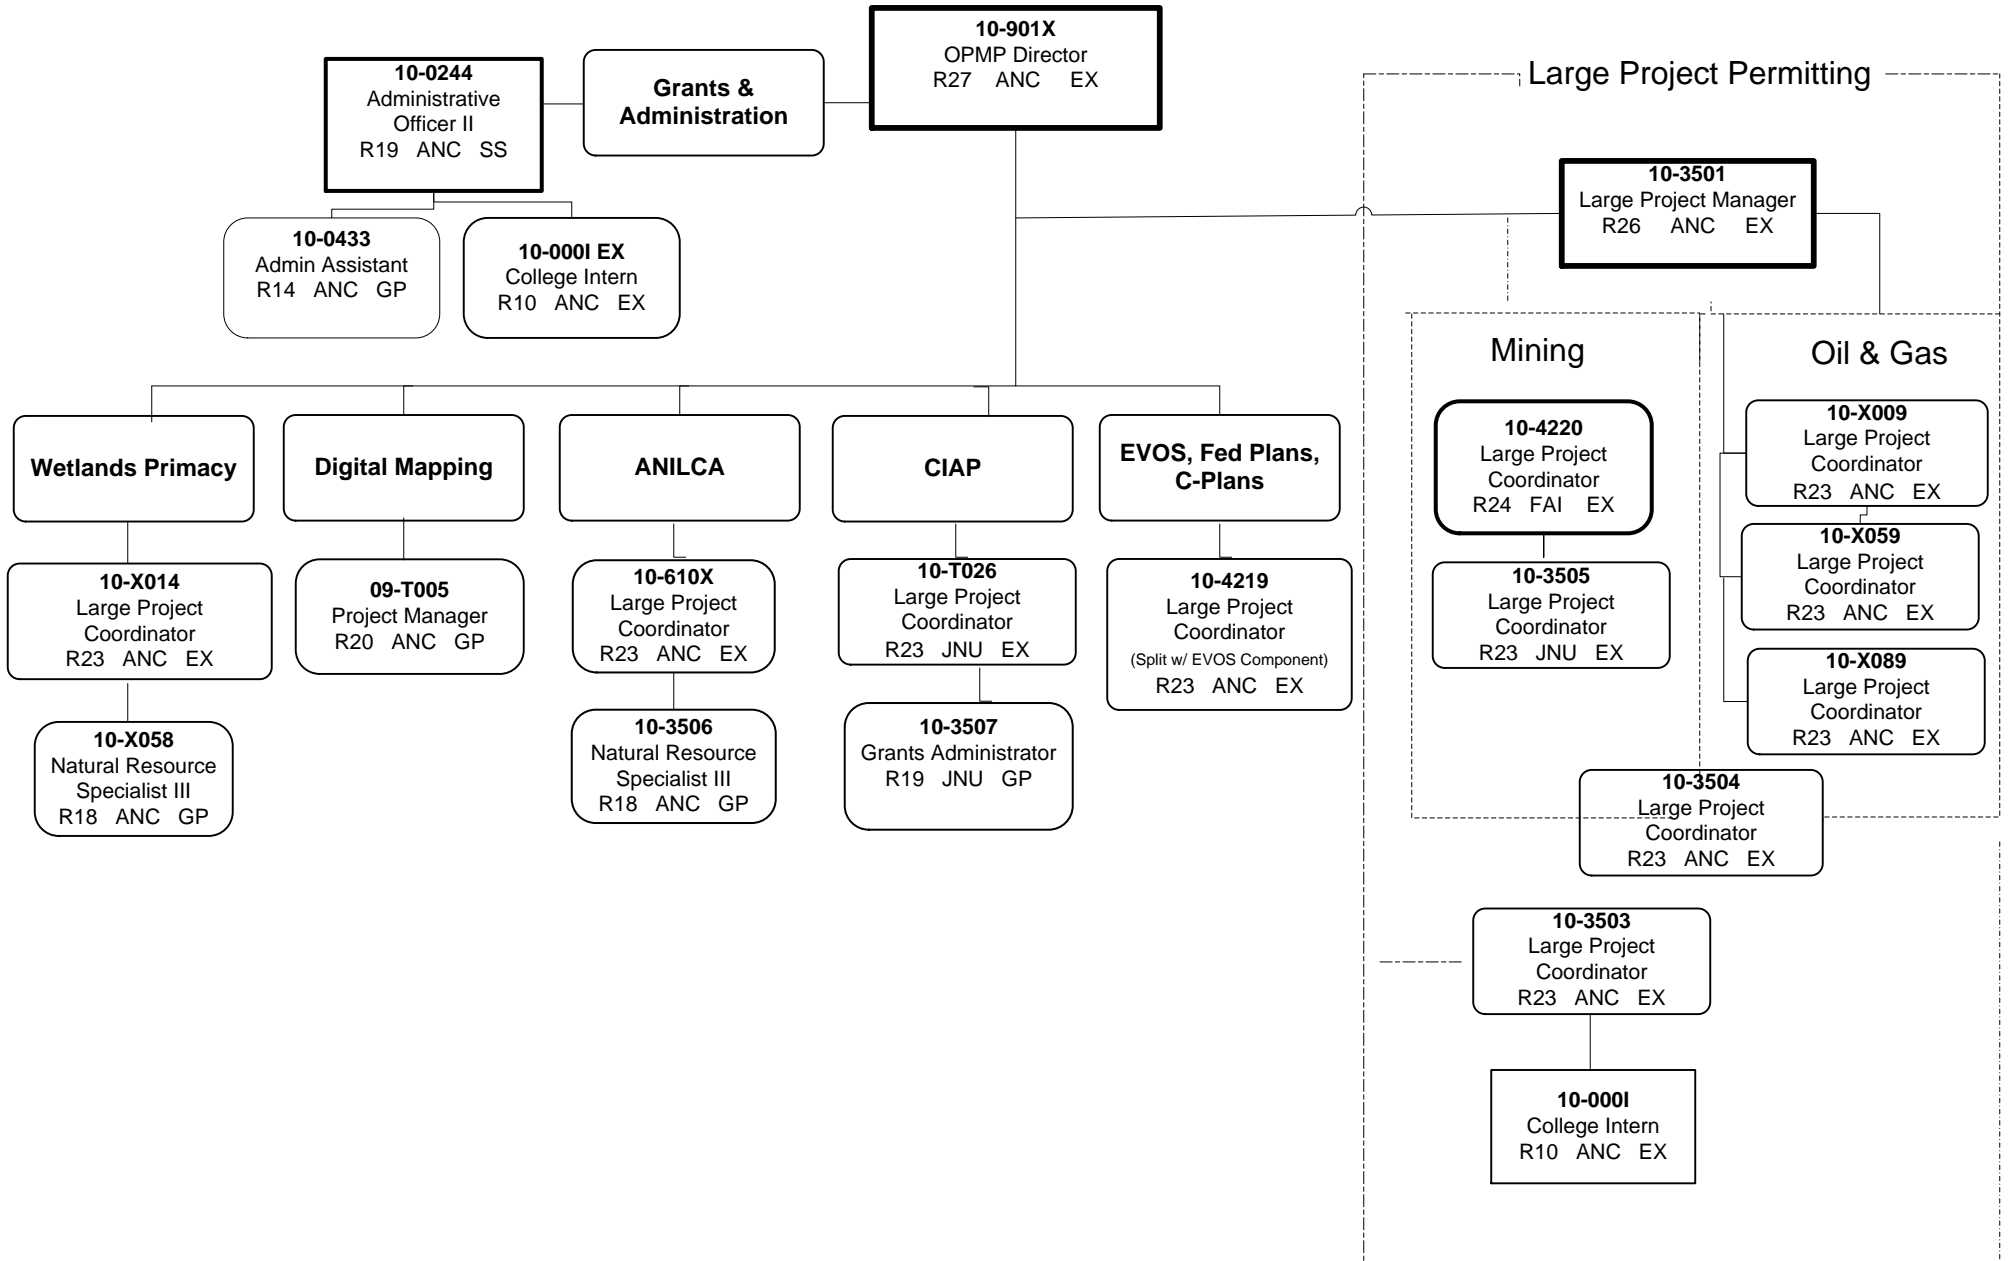 10-901X
OPMP Director
R27 ANC EX
Grants &
Administration
10-0244
Administrative
Officer II
R19 ANC SS
10-0433
Admin Assistant
R14 ANC GP
10-000I EX
College Intern
R10 ANC EX
Large Project Permitting
10-3501
Large Project Manager
R26 ANC EX
Wetlands Primacy
10-X014
Large Project
Coordinator
R23 ANC EX
10-X058
Natural Resource
Specialist III
R18 ANC GP
Digital Mapping
09-T005
Project Manager
R20 ANC GP
ANILCA
10-610X
Large Project
Coordinator
R23 ANC EX
10-3506
Natural Resource
Specialist III
R18 ANC GP
CIAP
10-T026
Large Project
Coordinator
R23 JNU EX
10-3507
Grants Administrator
R19 JNU GP
EVOS, Fed Plans,
C-Plans
10-4219
Large Project
Coordinator
(Split w/ EVOS Component)
R23 ANC EX
Mining
10-4220
Large Project
Coordinator
R24 FAI EX
10-3505
Large Project
Coordinator
R23 JNU EX
Oil & Gas
10-X009
Large Project
Coordinator
R23 ANC EX
10-X059
Large Project
Coordinator
R23 ANC EX
10-X089
Large Project
Coordinator
R23 ANC EX
10-3504
Large Project
Coordinator
R23 ANC EX
10-3503
Large Project
Coordinator
R23 ANC EX
10-000I
College Intern
R10 ANC EX